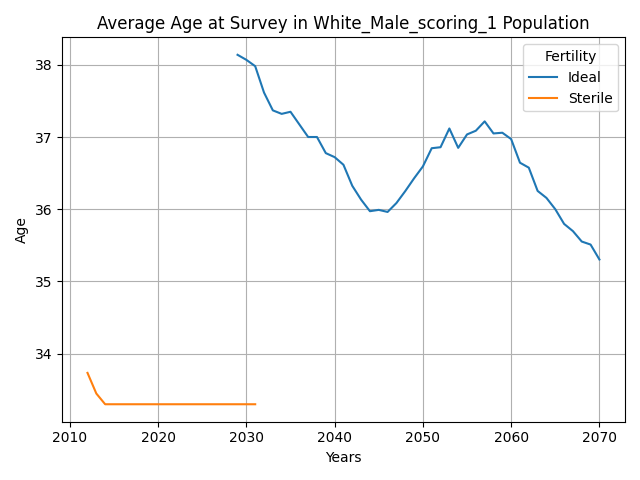 Average Age at Survey in White_Male_scoring_1 Population
Fertility
Ideal
Sterile
Age
38
37
36
35
34
2010 2020 2030 2040 2050 2060 2070
Years